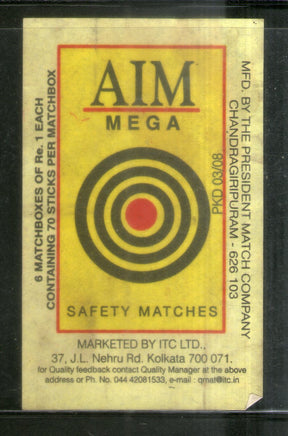 AIM
MEGA
SAFETY MATCHES
PKD 03/08
6 MATCHBOXES OF Re. 1 EACH
CONTAINING 70 STICKS PER MATCHBOX
MFD. BY THE PRESIDENT MATCH COMPANY
CHANDRAGIRIPURAM - 626 103
MARKETED BY ITC LTD.,
37, J.L. Nehru Rd. Kolkata 700 071.
for Quality feedback contact Quality Manager at the above
address or Ph. No. 044 42081533, e-mail : qmat@itc.in